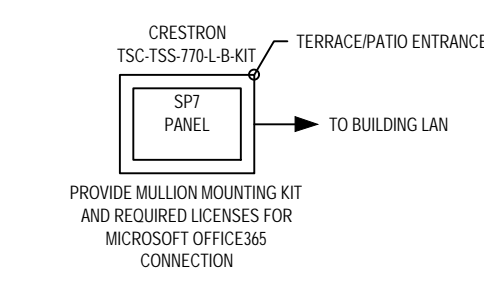 CRESTRON
TSC-TSS-770-L-B-KIT
TERRACE/PATIO ENTRANCE
SP7
PANEL
TO BUILDING LAN
PROVIDE MULLION MOUNTING KIT
AND REQUIRED LICENSES FOR
MICROSOFT OFFICE365
CONNECTION